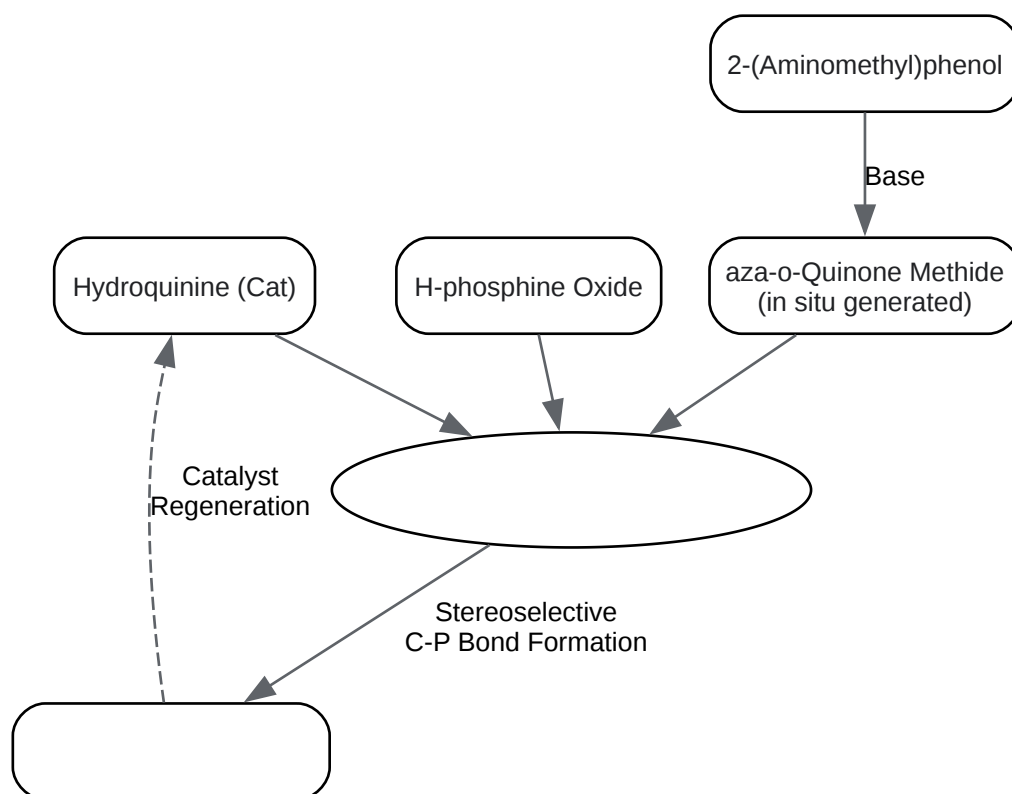 2-(Aminomethyl)phenol
Base
Hydroquinine (Cat)
H-phosphine Oxide
aza-o-Quinone Methide
(in situ generated)
Catalyst
Regeneration
Stereoselective
C-P Bond Formation